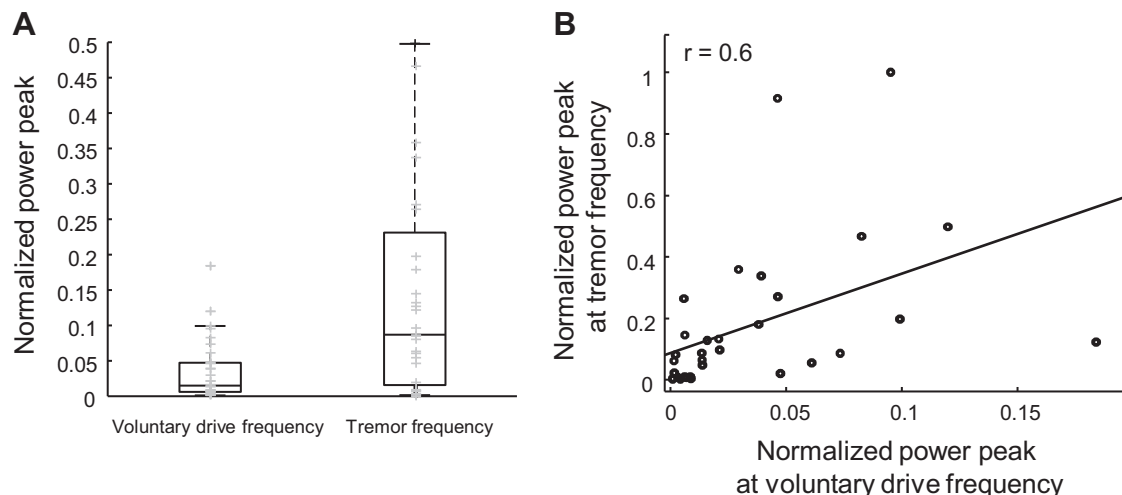 A
Normalized power peak
0.5
0.45
0.4
0.35
0.3
0.25
0.2
0.15
0.1
0.05
0
Voluntary drive frequency
Tremor frequency
B
r = 0.6
Normalized power peak
at tremor frequency
1
0.8
0.6
0.4
0.2
0
0
0.05
0.1
0.15
Normalized power peak
at voluntary drive frequency